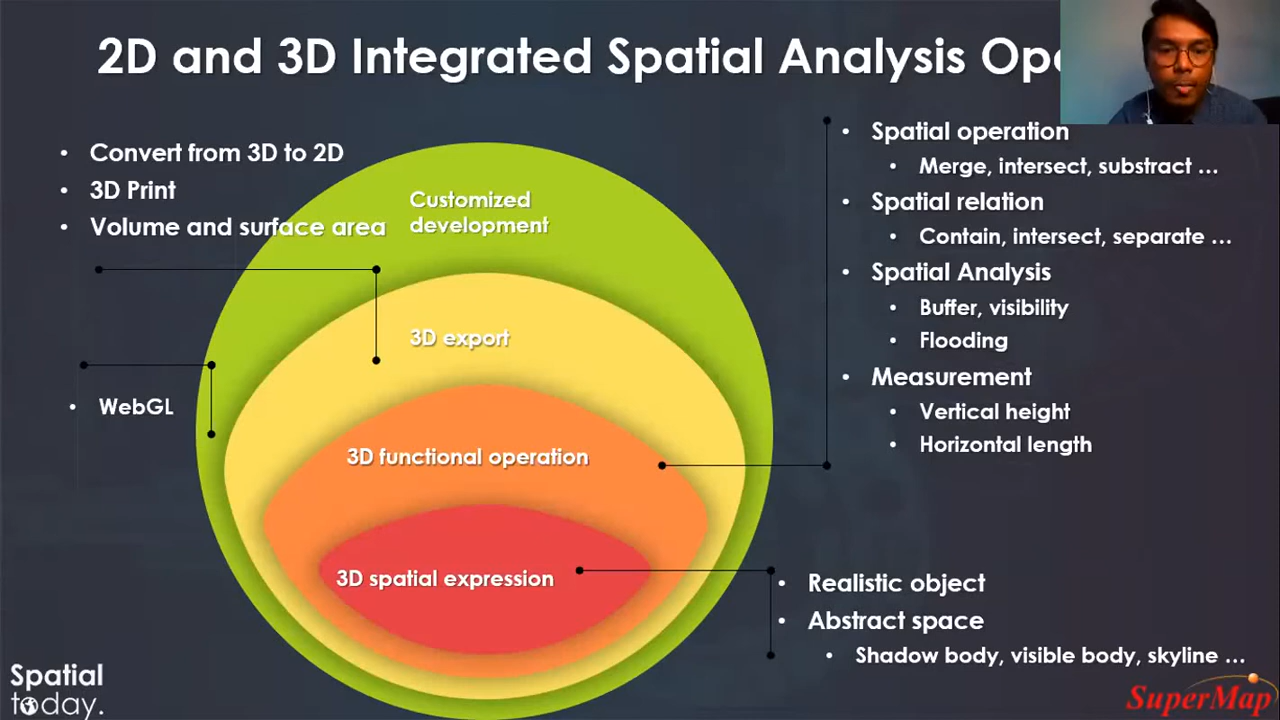 2D and 3D Integrated Spatial Analysis
Convert from 3D to 2D
3D Print
Volume and surface area
WebGL
Customized
development
3D export
3D functional operation
3D spatial expression
Spatial operation
Merge, intersect, substract ...
Spatial relation
Contain, intersect, separate ...
Spatial Analysis
Buffer, visibility
Flooding
Measurement
Vertical height
Horizontal length
Realistic object
Abstract space
Shadow body, visible body, skyline ...
Spatial
today.
SuperMap